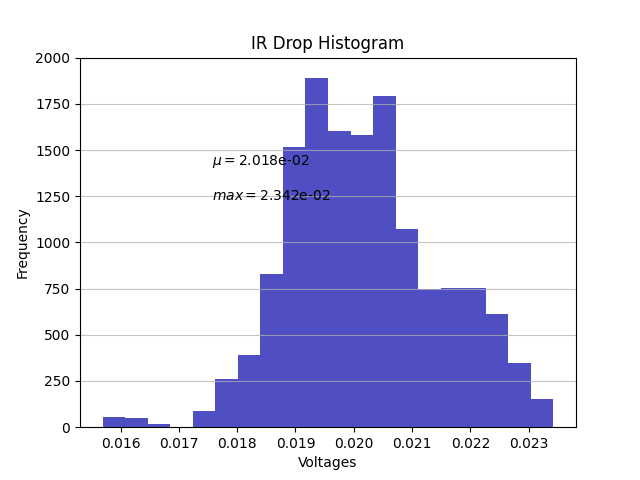 IR Drop Histogram
2000
1750
1500
1250
1000
750
500
250
0
Frequency
μ = 2.018e-02
max = 2.342e-02
0.016 0.017 0.018 0.019 0.020 0.021 0.022 0.023
Voltages